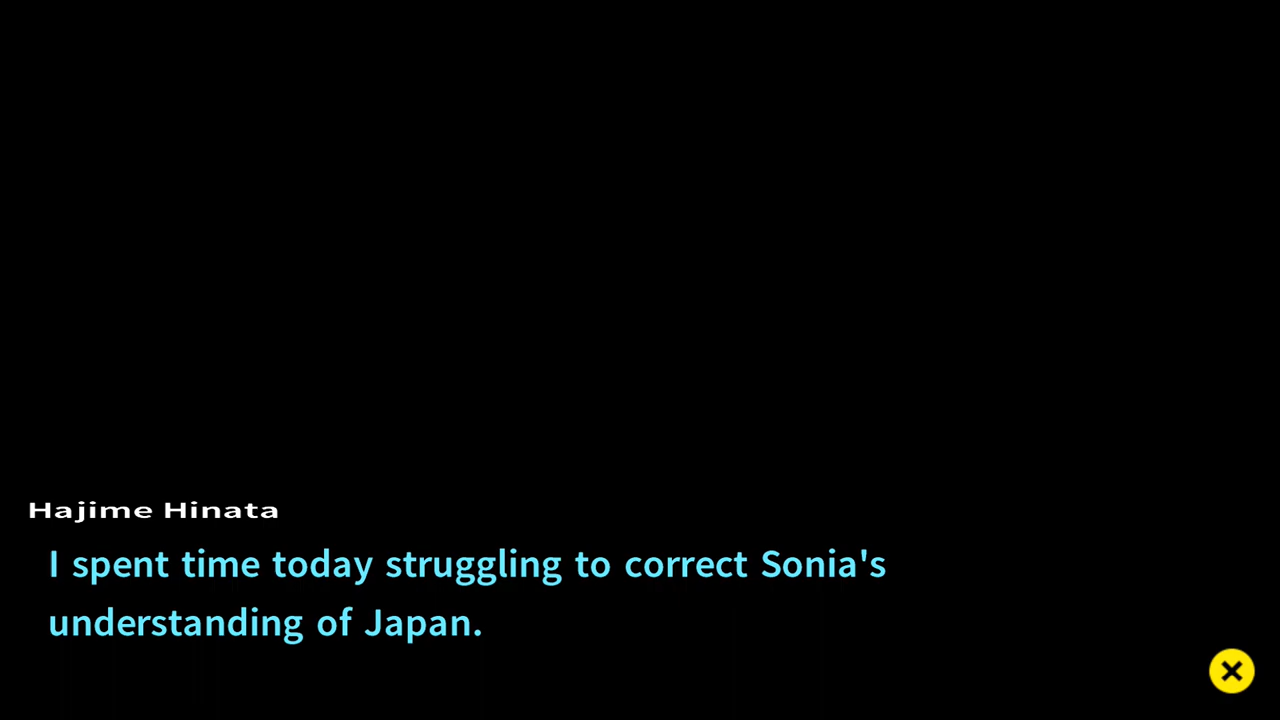 Hajime Hinata
I spent time today struggling to correct Sonia's
understanding of Japan.